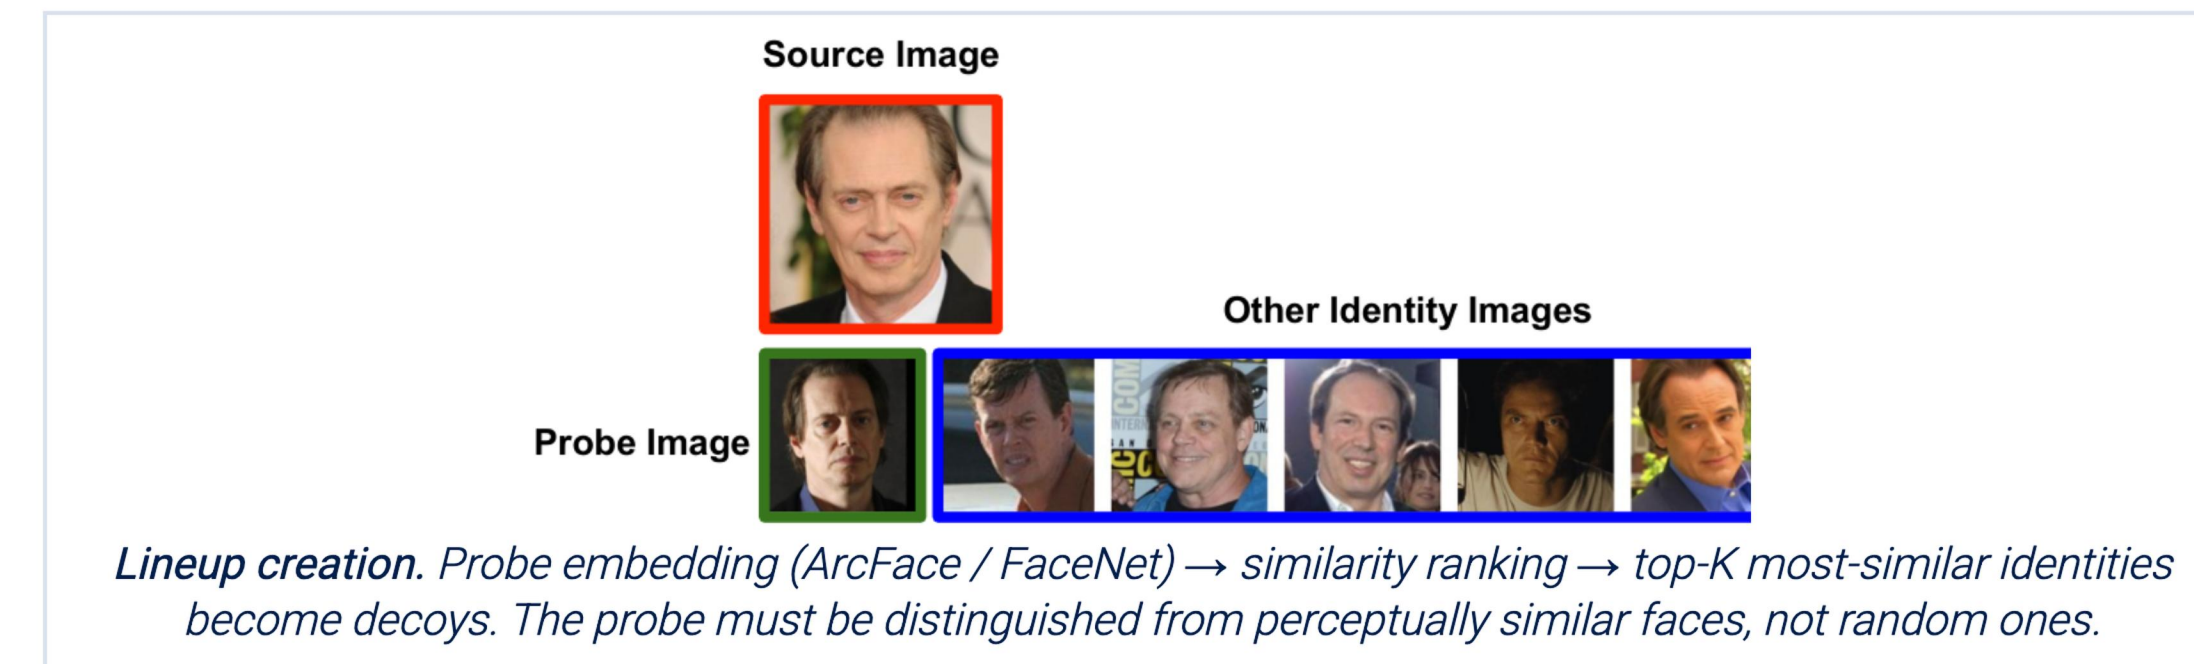 Source Image
Other Identity Images
Probe Image
Lineup creation. Probe embedding (ArcFace / FaceNet) → similarity ranking → top-K most-similar identities
become decoys. The probe must be distinguished from perceptually similar faces, not random ones.